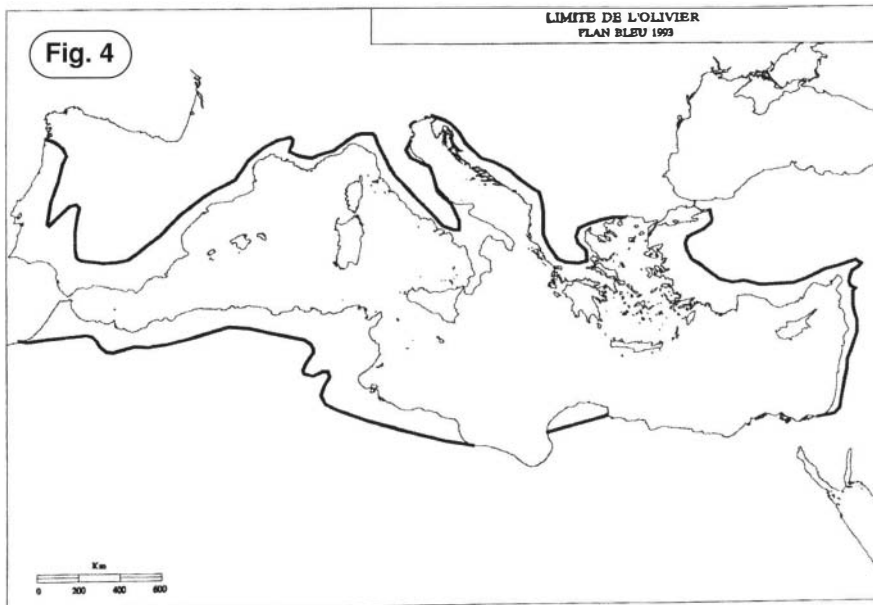 LIMITE DE L'OLIVIER
PLAN BLEU 1993
Fig. 4
Km
0 200 400 600